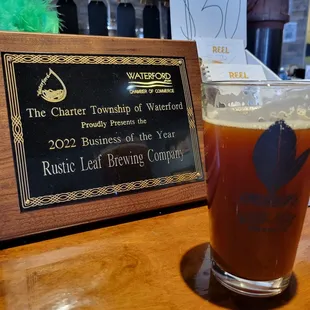 WATERFORD
CHAMBER OF COMMERCE
The Charter Township of Waterford
Proudly Presents the
2022 Business of the Year
Rustic Leaf Brewing Company
REEL
REEL